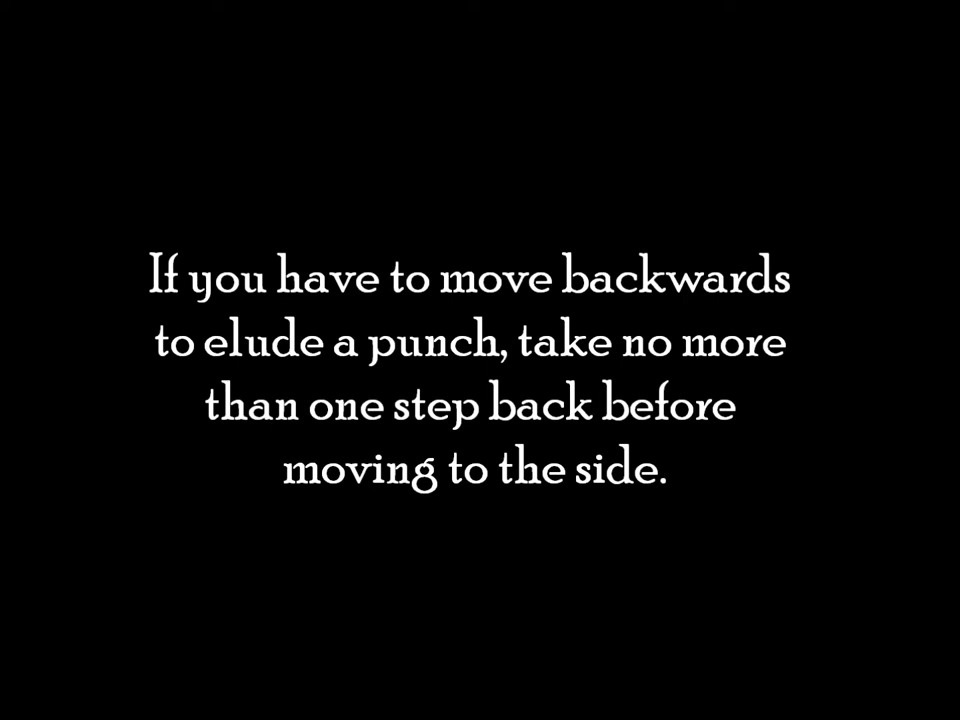 If you have to move backwards
to elude a punch, take no more
than one step back before
moving to the side.